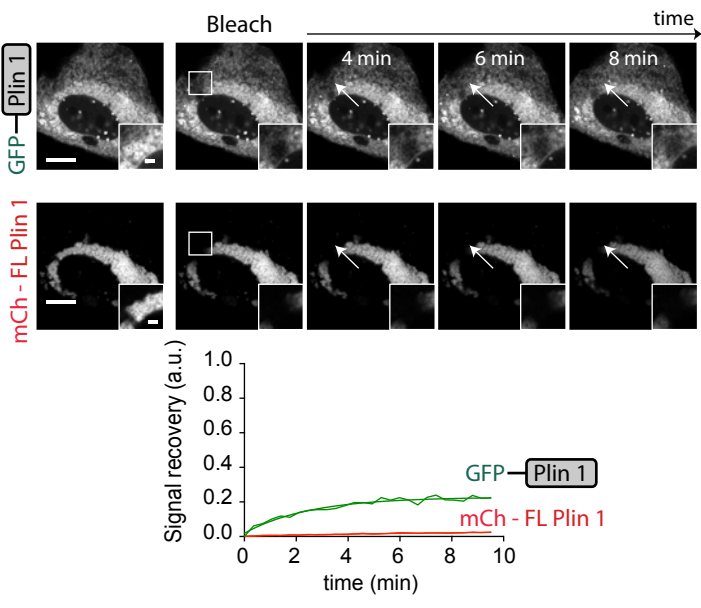 Bleach
time
GFP
Plin 1
4 min
6 min
8 min
mCh - FL Plin 1
Signal recovery (a.u.)
1.0
0.8
0.6
0.4
0.2
0.0
GFP
Plin 1
mCh - FL Plin 1
0
2
4
6
8
10
time (min)